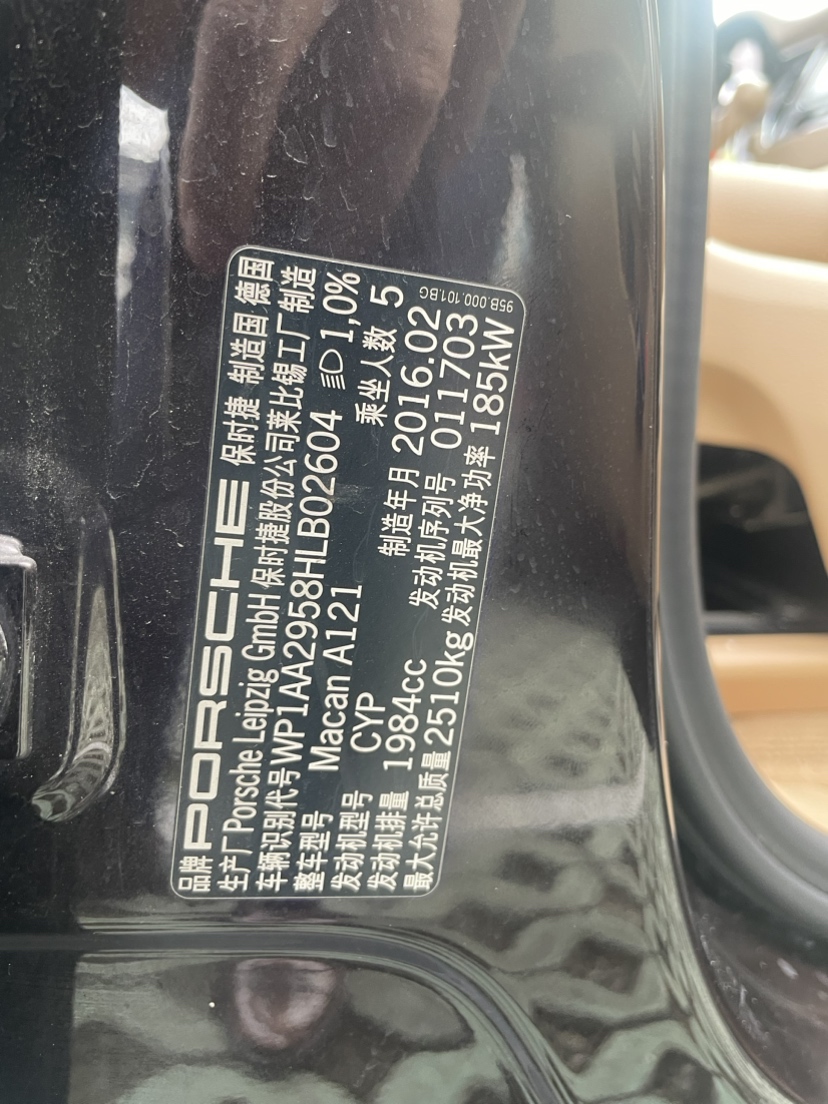 品牌 PORSCHE 保时捷 制造国 德国
生产厂 Porsche Leipzig GmbH 保时捷股份公司莱比锡工厂制造
车辆识别代号 WP1AA2958HLB02604 1,0%
整车型号 Macan A121 乘坐人数 5
发动机型号 CYP 制造年月 2016.02
发动机排量 1984cc 发动机序列号 011703
最大允许总质量 2510kg 发动机最大净功率 185kW
95B.000.101.BG